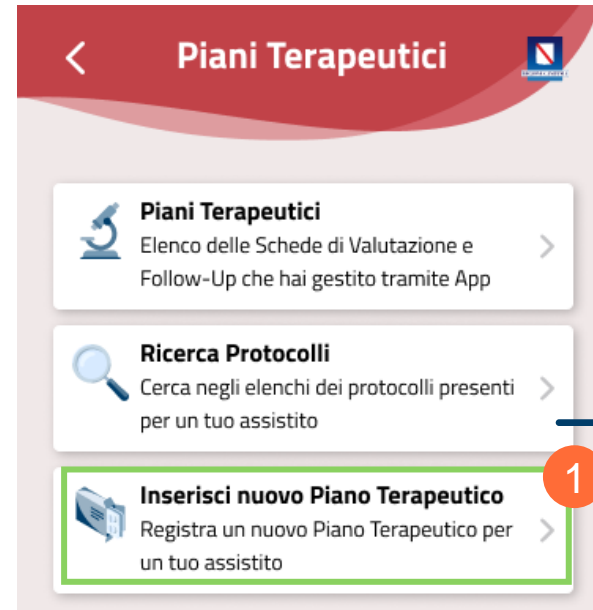 Piani Terapeutici
Piani Terapeutici
Elenco delle Schede di Valutazione e
Follow-Up che hai gestito tramite App
Ricerca Protocolli
Cerca negli elenchi dei protocolli presenti
per un tuo assistito
1
Inserisci nuovo Piano Terapeutico
Registra un nuovo Piano Terapeutico per
un tuo assistito